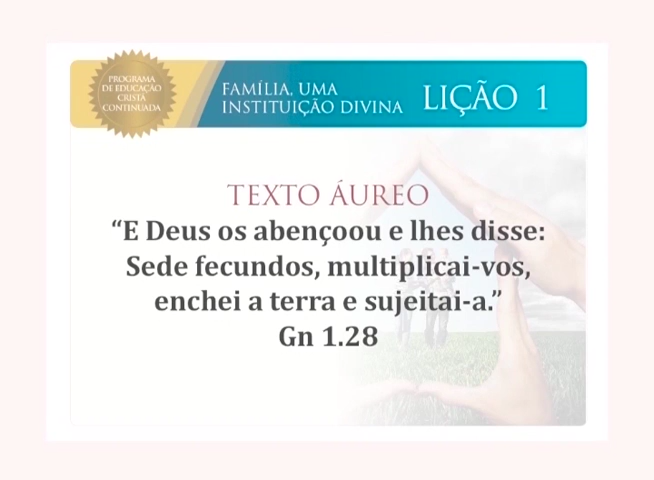 PROGRAMA
DE EDUCAÇÃO
CRISTÃ
CONTINUADA
FAMÍLIA, UMA
INSTITUIÇÃO DIVINA
LIÇÃO 1
TEXTO ÁUREO
“E Deus os abençoou e lhes disse:
Sede fecundos, multiplicai-vos,
enchei a terra e sujeitai-a.”
Gn 1.28